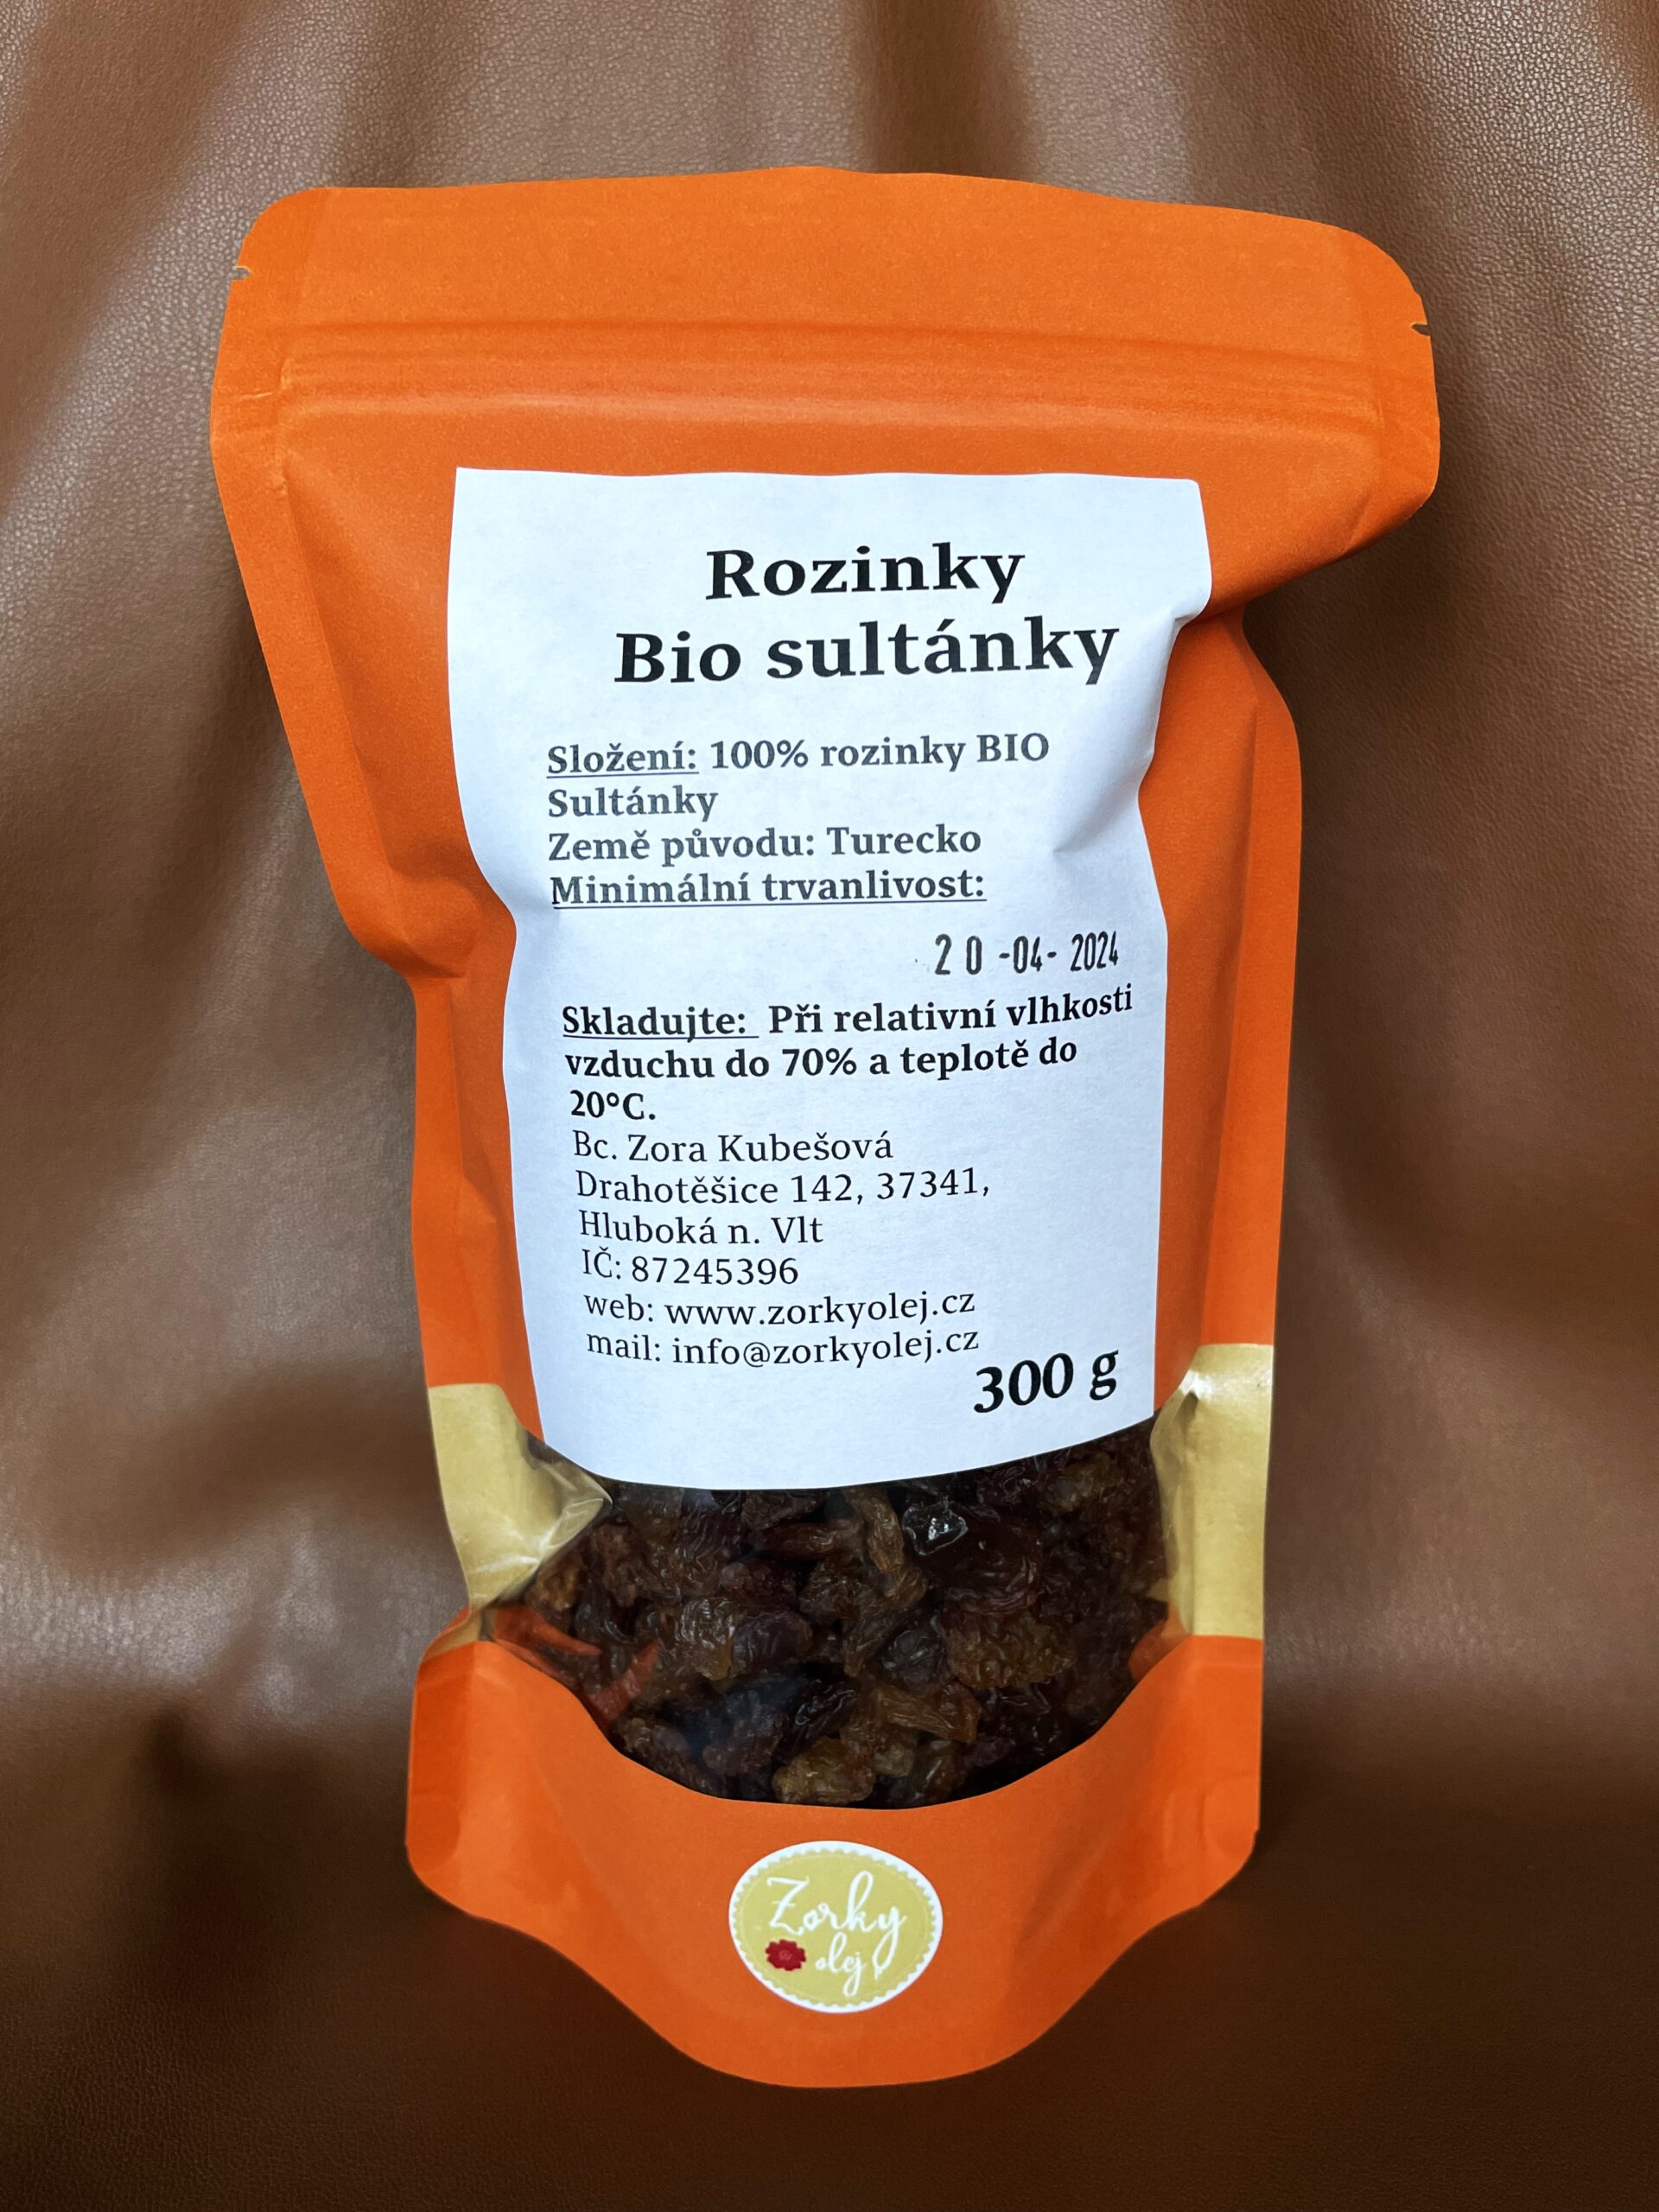 Rozinky
Bio sultánky
Složení: 100% rozinky BIO
Sultánky
Země původu: Turecko
Minimální trvanlivost:
20 -04- 2024
Skladujte: Při relativní vlhkosti
vzduchu do 70% a teplotě do
20°C.
Bc. Zora Kubešová
Drahotěšice 142, 37341,
Hluboká n. Vlt
IČ: 87245396
web: www.zorkyolej.cz
mail: info@zorkyolej.cz
300 g
Zorky
olej